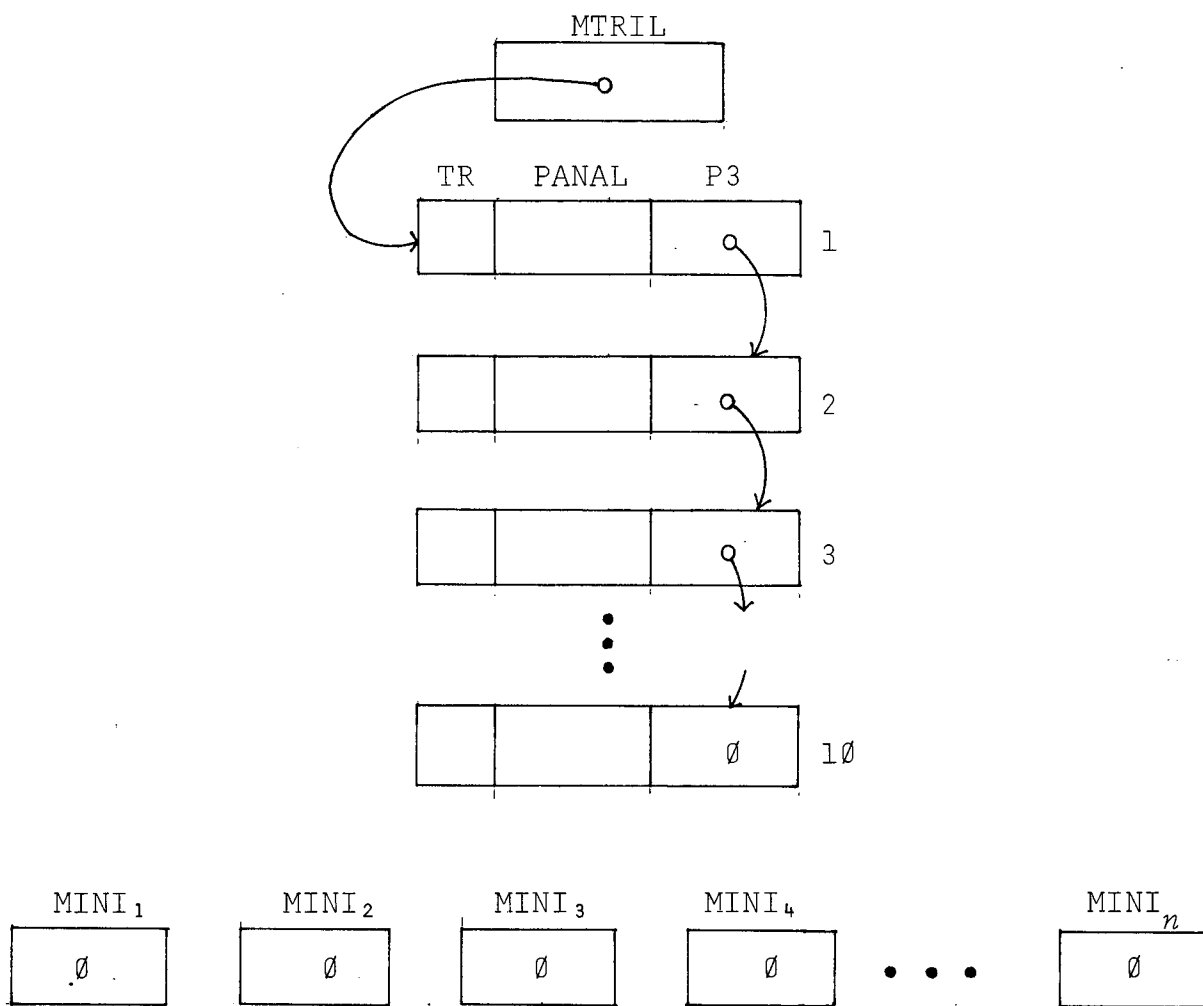 MTRIL
TR PANAL P3
1
2
3
Ø 1Ø
MINI₁ MINI₂ MINI₃ MINI₄ MINIₙ
Ø Ø Ø Ø Ø